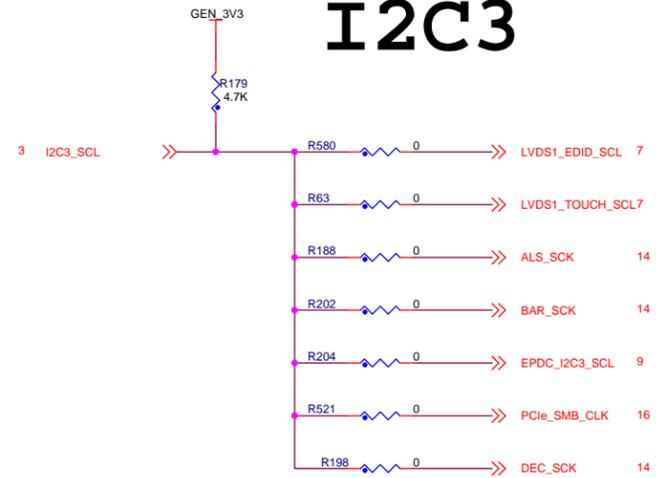 I2C3
GEN_3V3
R179
4.7K
3 I2C3_SCL
R580 0 LVDS1_EDID_SCL 7
R63 0 LVDS1_TOUCH_SCL7
R188 0 ALS_SCK 14
R202 0 BAR_SCK 14
R204 0 EPDC_I2C3_SCL 9
R521 0 PCIe_SMB_CLK 16
R198 0 DEC_SCK 14